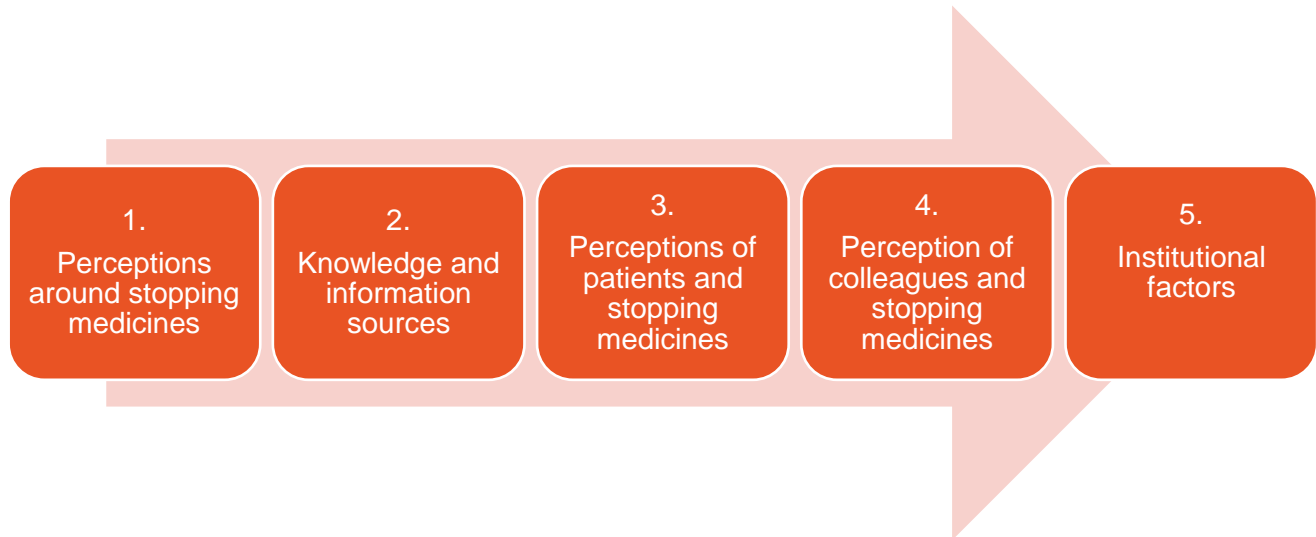 1.
Perceptions
around stopping
medicines
2.
Knowledge and
information
sources
3.
Perceptions of
patients and
stopping
medicines
4.
Perception of
colleagues and
stopping
medicines
5.
Institutional
factors